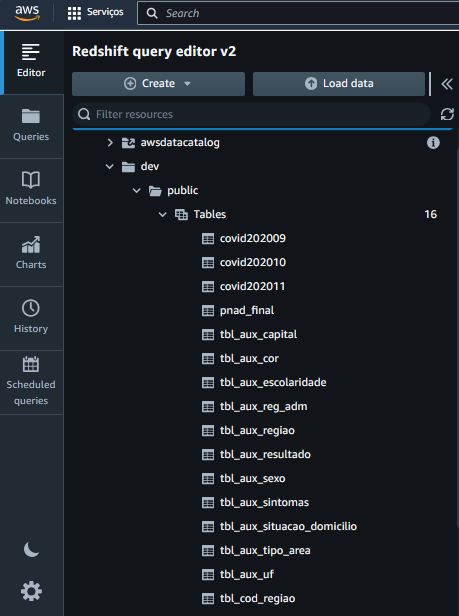 aws
Serviços
Search
Redshift query editor v2
Editor
Create
Load data
Filter resources
Queries
Notebooks
Charts
History
Scheduled
queries
awsdatacatalog
dev
public
Tables 16
covid202009
covid202010
covid202011
pnad_final
tbl_aux_capital
tbl_aux_cor
tbl_aux_escolaridade
tbl_aux_reg_adm
tbl_aux_regiao
tbl_aux_resultado
tbl_aux_sexo
tbl_aux_sintomas
tbl_aux_situacao_domicilio
tbl_aux_tipo_area
tbl_aux_uf
tbl_cod_regiao